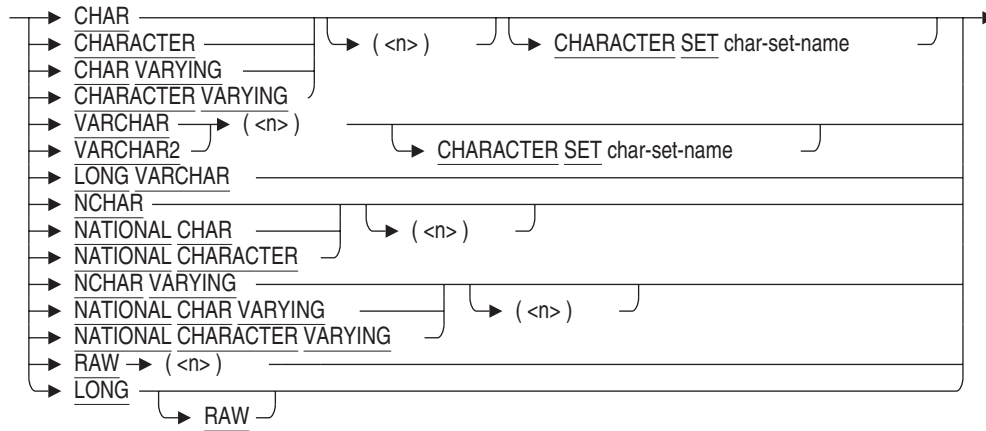 CHAR
CHARACTER ( <n> ) CHARACTER SET char-set-name
CHAR VARYING
CHARACTER VARYING
VARCHAR ( <n> )
VARCHAR2 CHARACTER SET char-set-name
LONG VARCHAR
NCHAR
NATIONAL CHAR ( <n> )
NATIONAL CHARACTER
NCHAR VARYING
NATIONAL CHAR VARYING ( <n> )
NATIONAL CHARACTER VARYING
RAW ( <n> )
LONG
RAW